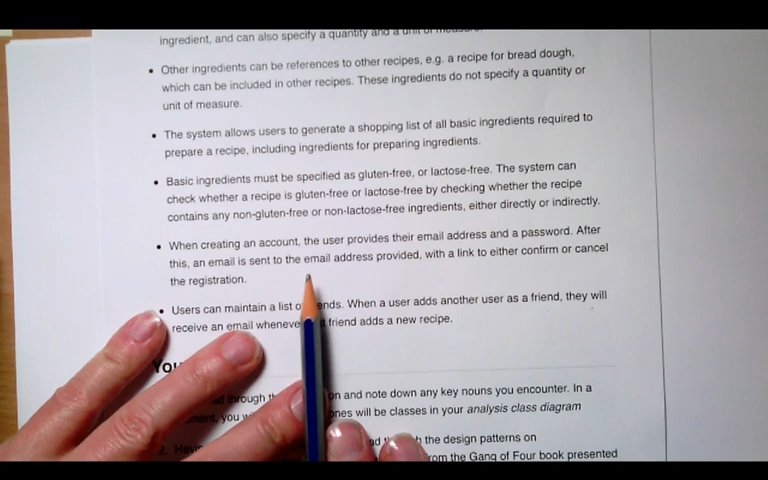 ingredient, and can also specify a quantity and a unit of measure.
• Other ingredients can be references to other recipes, e.g. a recipe for bread dough,
which can be included in other recipes. These ingredients do not specify a quantity or
unit of measure.
• The system allows users to generate a shopping list of all basic ingredients required to
prepare a recipe, including ingredients for preparing ingredients.
• Basic ingredients must be specified as gluten-free, or lactose-free. The system can
check whether a recipe is gluten-free or lactose-free by checking whether the recipe
contains any non-gluten-free or non-lactose-free ingredients, either directly or indirectly.
• When creating an account, the user provides their email address and a password. After
this, an email is sent to the email address provided, with a link to either confirm or cancel
the registration.
• Users can maintain a list of friends. When a user adds another user as a friend, they will
receive an email whenever friend adds a new recipe.
through on and note down any key nouns you encounter. In a
ones will be classes in your analysis class diagram
2. the design patterns on
from the Gang of Four book presented